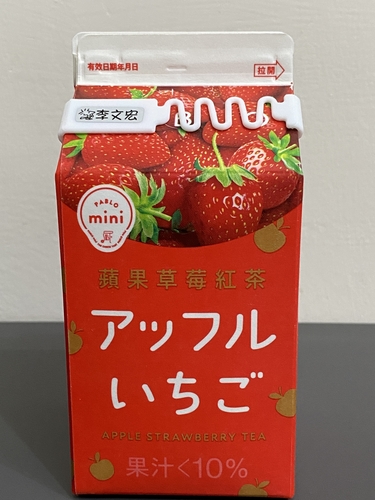 有效日期年月日
拉開
李文宏
PABLO
mini
蘋果草莓紅茶
アッフル
いちご
APPLE STRAWBERRY TEA
果汁<10%